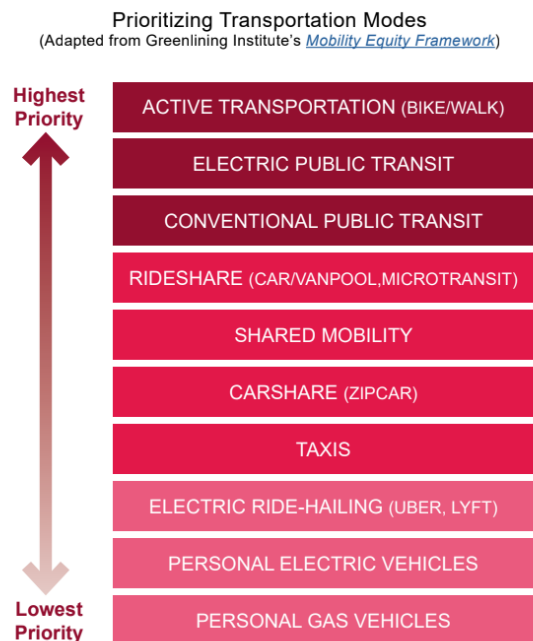 Prioritizing Transportation Modes
(Adapted from Greenlining Institute's Mobility Equity Framework)
Highest
Priority
ACTIVE TRANSPORTATION (BIKE/WALK)
ELECTRIC PUBLIC TRANSIT
CONVENTIONAL PUBLIC TRANSIT
RIDESHARE (CAR/VANPOOL,MICROTRANSIT)
SHARED MOBILITY
CARSHARE (ZIPCAR)
TAXIS
ELECTRIC RIDE-HAILING (UBER, LYFT)
PERSONAL ELECTRIC VEHICLES
PERSONAL GAS VEHICLES
Lowest
Priority